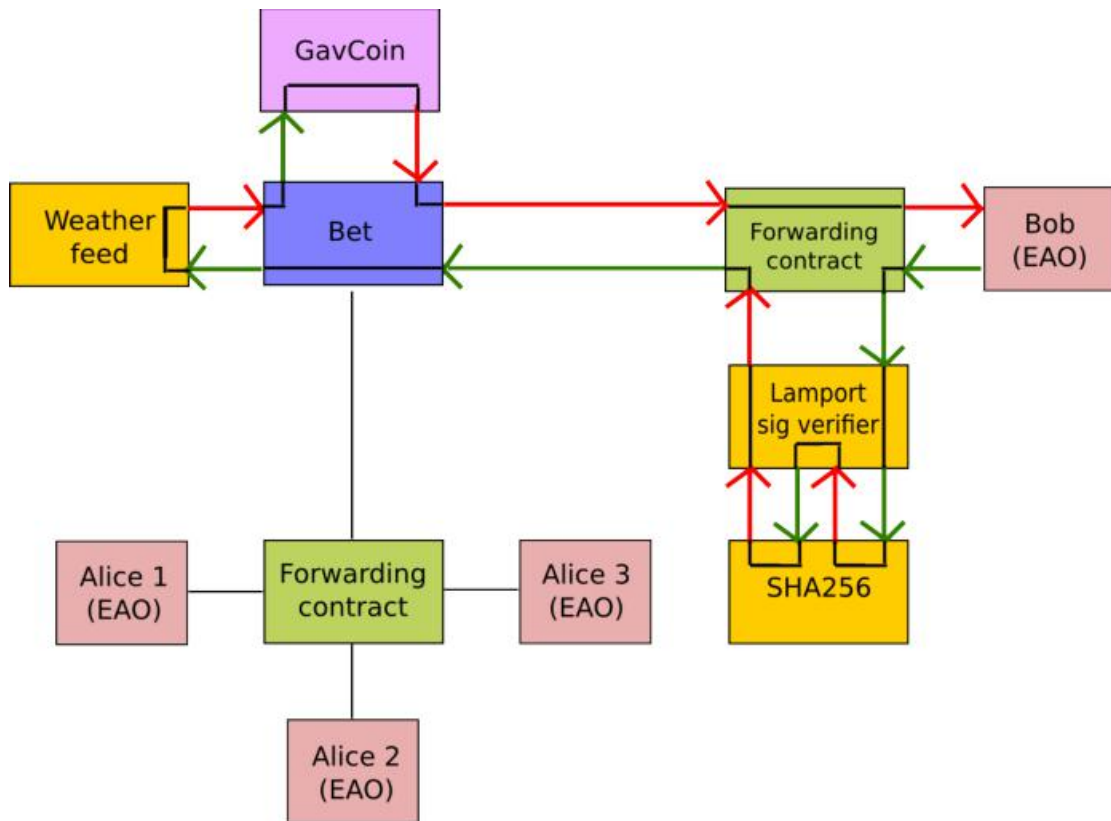 GavCoin
Weather
feed
Bet
Forwarding
contract
Bob
(EAO)
Lamport
sig verifier
SHA256
Alice 1
(EAO)
Forwarding
contract
Alice 3
(EAO)
Alice 2
(EAO)